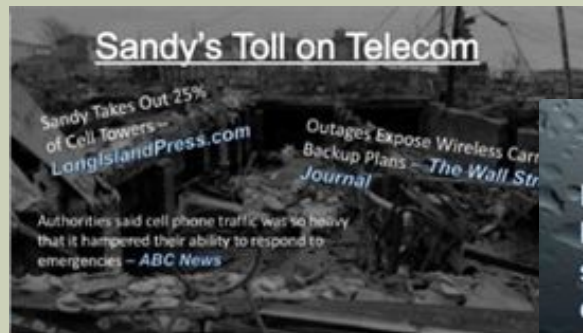 Sandy's Toll on Telecom
Sandy Takes Out 25%
of Cell Towers –
LongIslandPress.com
Outages Expose Wireless
Backup Plans – The Wall
Journal
Authorities said cell phone traffic was so heavy
that it hampered their ability to respond to
emergencies – ABC News